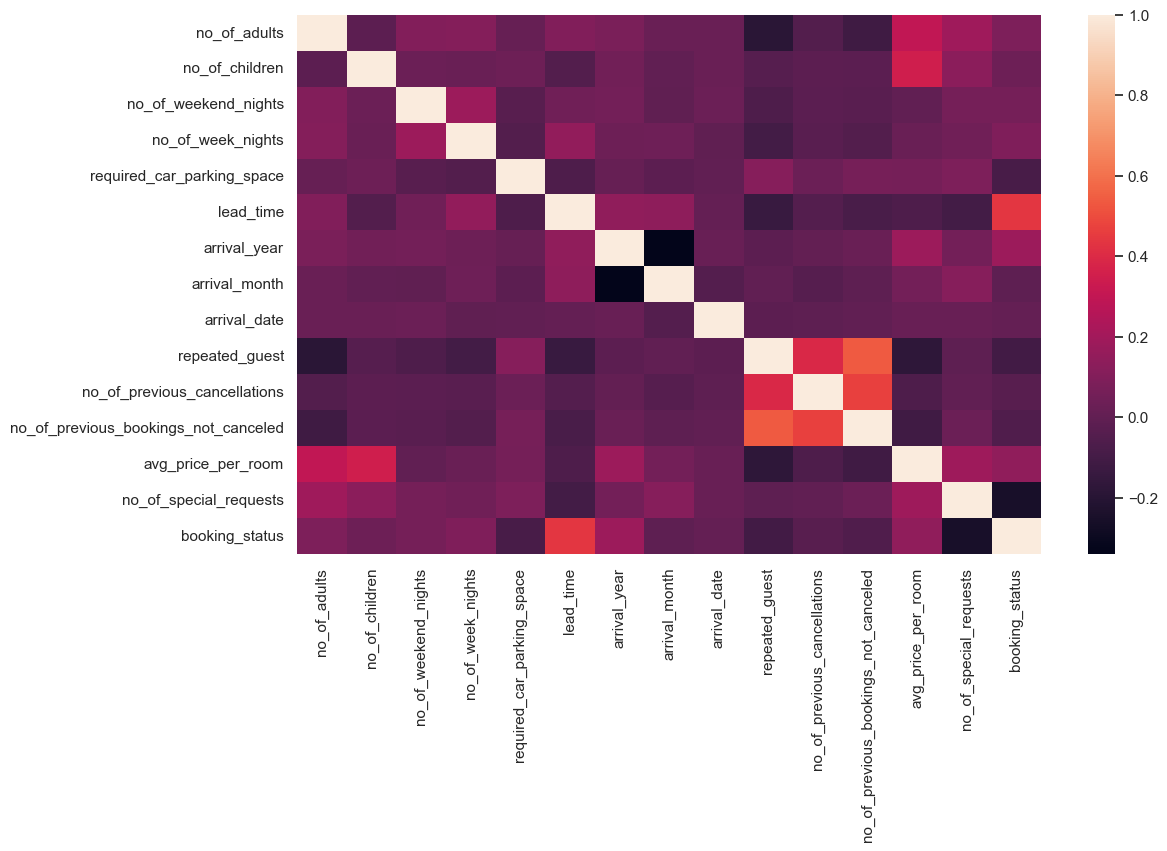 no_of_adults
no_of_children
no_of_weekend_nights
no_of_week_nights
required_car_parking_space
lead_time
arrival_year
arrival_month
arrival_date
repeated_guest
no_of_previous_cancellations
no_of_previous_bookings_not_canceled
avg_price_per_room
no_of_special_requests
booking_status
no_of_adults
no_of_children
no_of_weekend_nights
no_of_week_nights
required_car_parking_space
lead_time
arrival_year
arrival_month
arrival_date
repeated_guest
no_of_previous_cancellations
no_of_previous_bookings_not_canceled
avg_price_per_room
no_of_special_requests
booking_status
1.0
0.8
0.6
0.4
0.2
0.0
−0.2